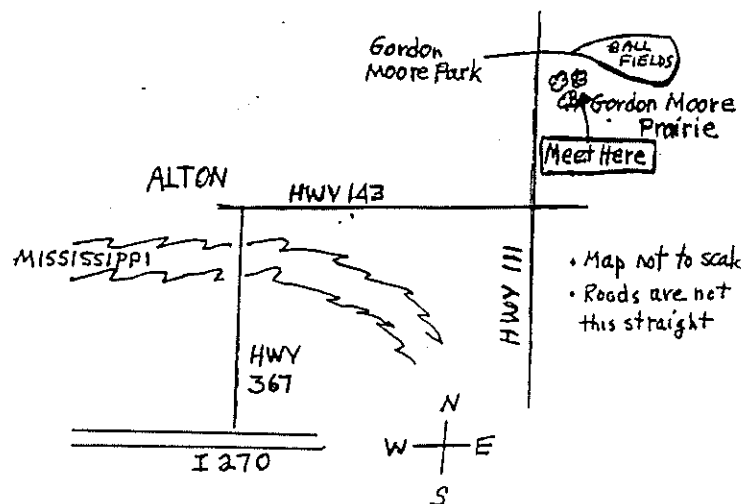 Gordon
Moore Park
BALL
FIELDS
Gordon Moore
Prairie
Meet Here
ALTON
HWY 143
MISSISSIPPI
HWY 111
• Map not to scale
• Roads are not
this straight
HWY
367
I 270
N
W
E
S